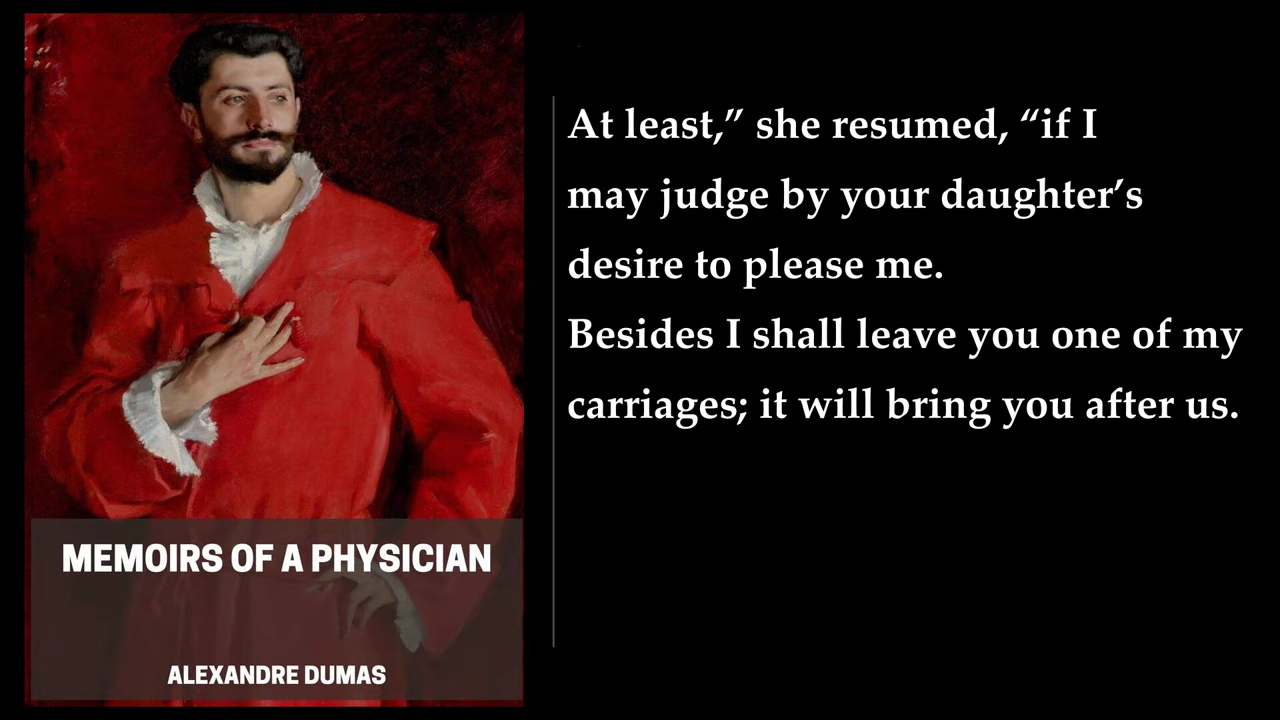 At least,” she resumed, “if I
may judge by your daughter’s
desire to please me.
Besides I shall leave you one of my
carriages; it will bring you after us.
MEMOIRS OF A PHYSICIAN
ALEXANDRE DUMAS